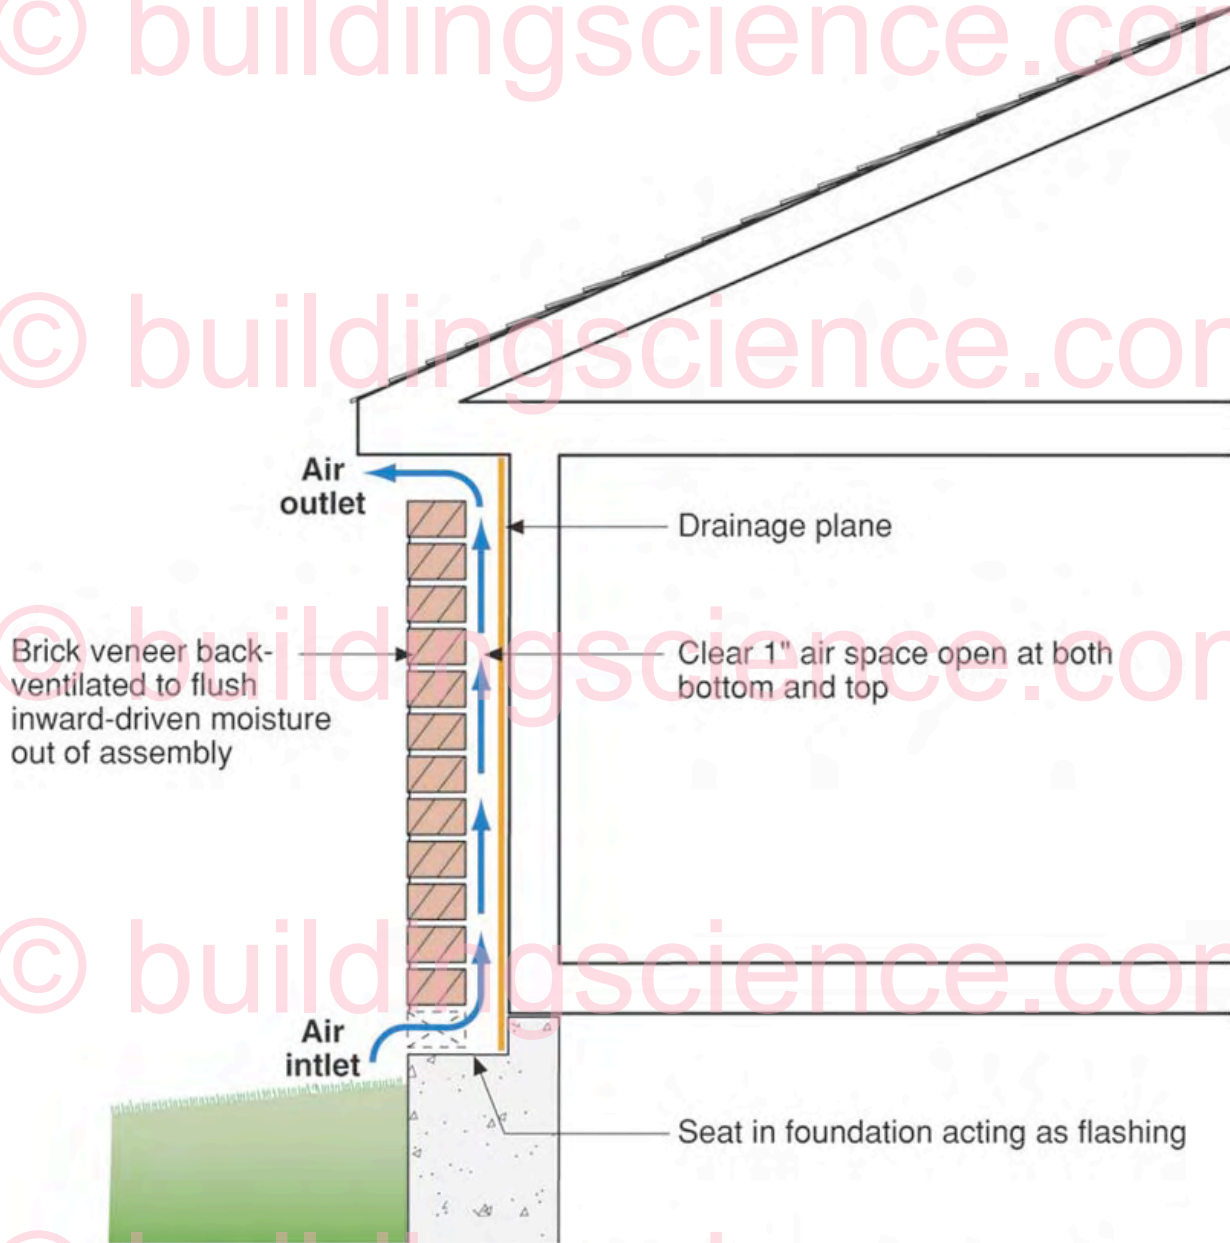 © buildingscience.com
© buildingscience.com
Air
outlet
Drainage plane
© buildingscience.com
Brick veneer back-
ventilated to flush
inward-driven moisture
out of assembly
Clear 1" air space open at both
bottom and top
© buildingscience.com
Air
intlet
Seat in foundation acting as flashing